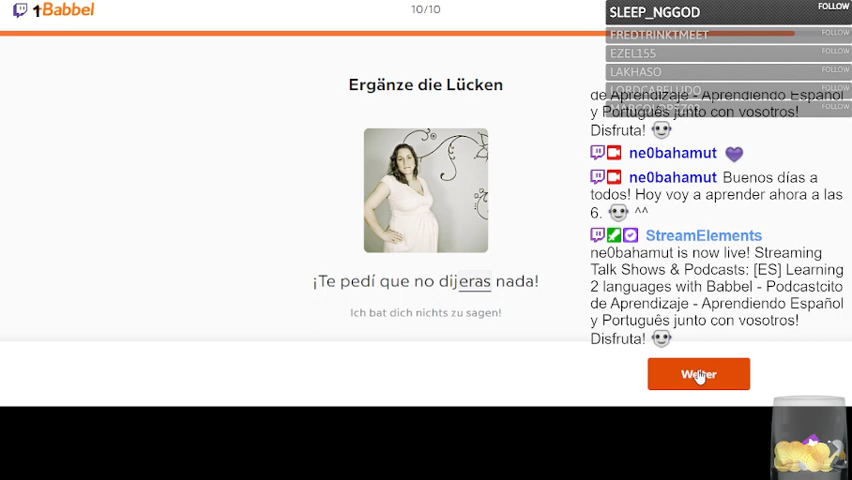 Babbel
10/10
Ergänze die Lücken
¡Te pedí que no dijeras nada!
Ich bat dich nichts zu sagen!
Weiter
SLEEP_NGGOD FOLLOW
FREDTRINKTMEET FOLLOW
EZEL155 FOLLOW
LAKHASO FOLLOW
LORDCABELUDO FOLLOW
FOLLOW
de Aprendizaje - Aprendiendo Español
y Português junto con vosotros!
Disfruta!
ne0bahamut
ne0bahamut Buenos días a
todos! Hoy voy a aprender ahora a las
6. ^^
StreamElements
ne0bahamut is now live! Streaming
Talk Shows & Podcasts: [ES] Learning
2 languages with Babbel - Podcastcito
de Aprendizaje - Aprendiendo Español
y Português junto con vosotros!
Disfruta!